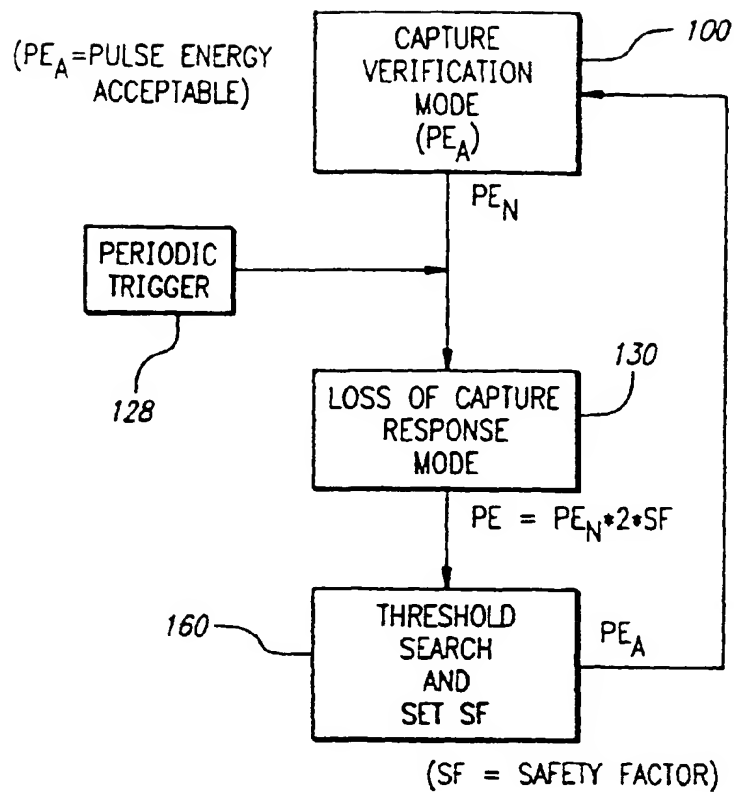 (PE_A=PULSE ENERGY
ACCEPTABLE)
CAPTURE
VERIFICATION
MODE
(PE_A)
100
PE_N
PERIODIC
TRIGGER
128
LOSS OF CAPTURE
RESPONSE
MODE
130
PE = PE_N*2*SF
160
THRESHOLD
SEARCH
AND
SET SF
PE_A
(SF = SAFETY FACTOR)